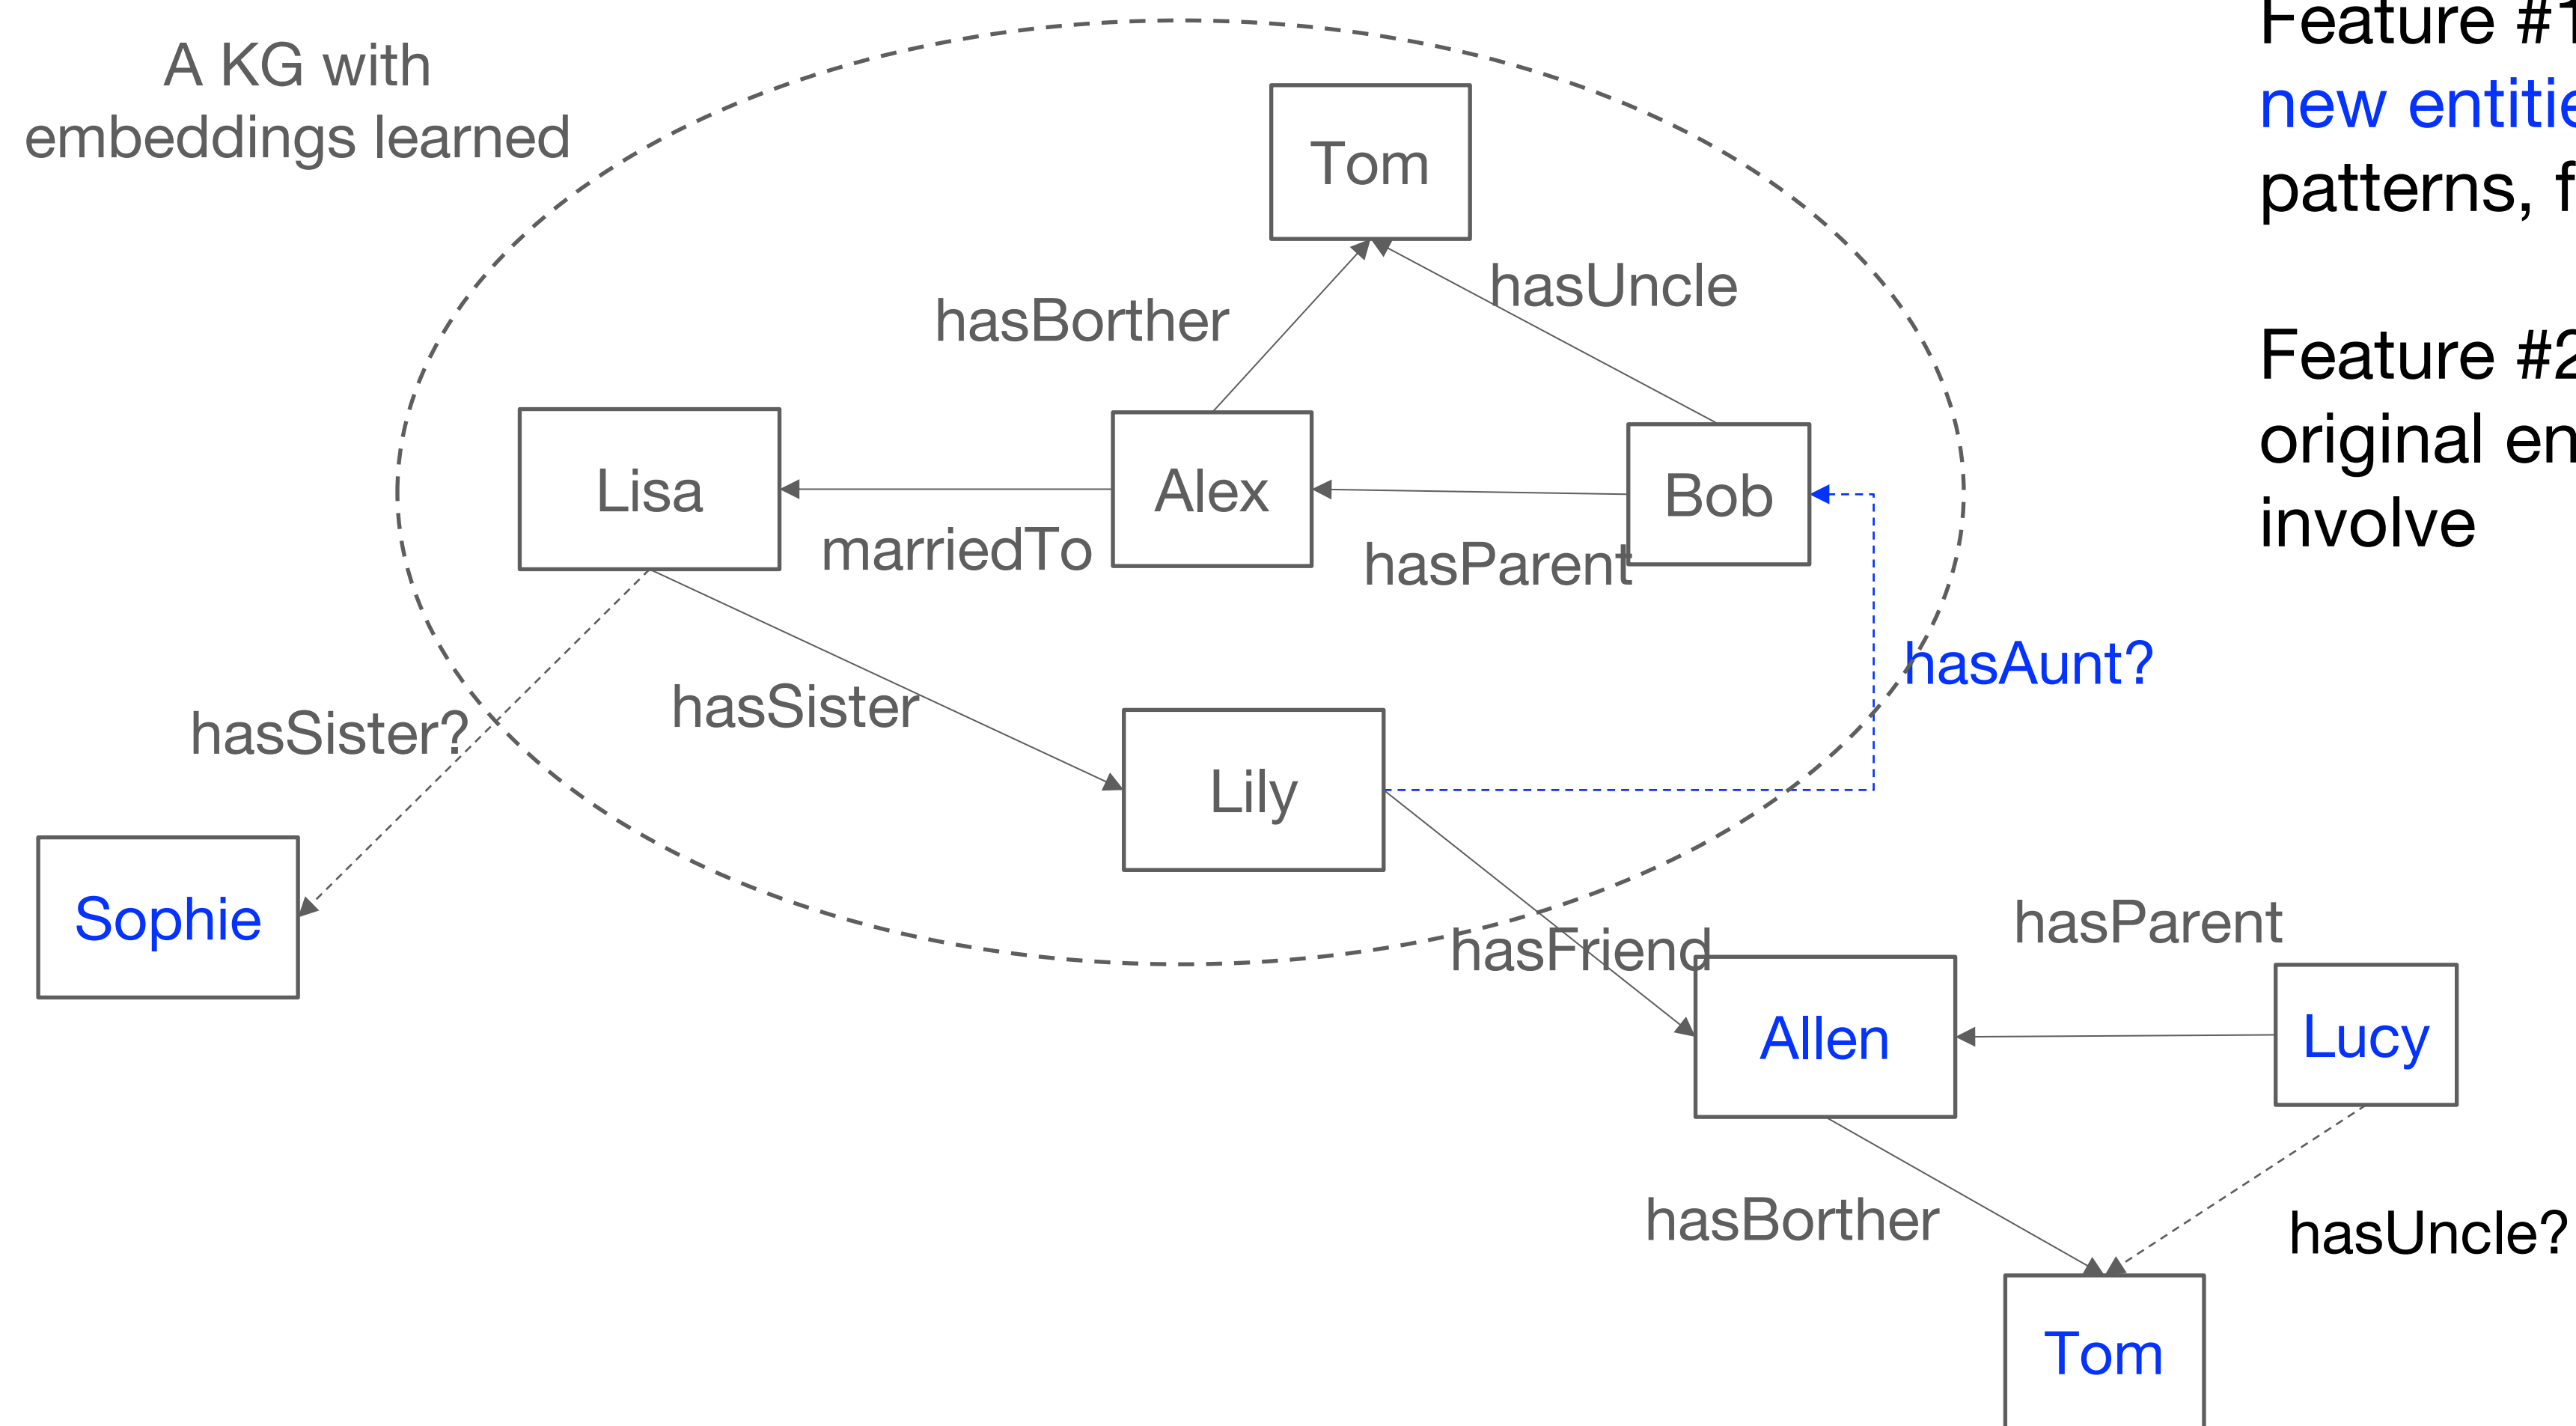 A KG with
embeddings learned
Feature #1
new entitie
patterns, f
Feature #2
original en
involve
Tom
hasBorther
hasUncle
Lisa
Alex
Bob
marriedTo
hasParent
hasAunt?
hasSister?
hasSister
Lily
Sophie
hasFriend
hasParent
Allen
Lucy
hasBorther
hasUncle?
Tom